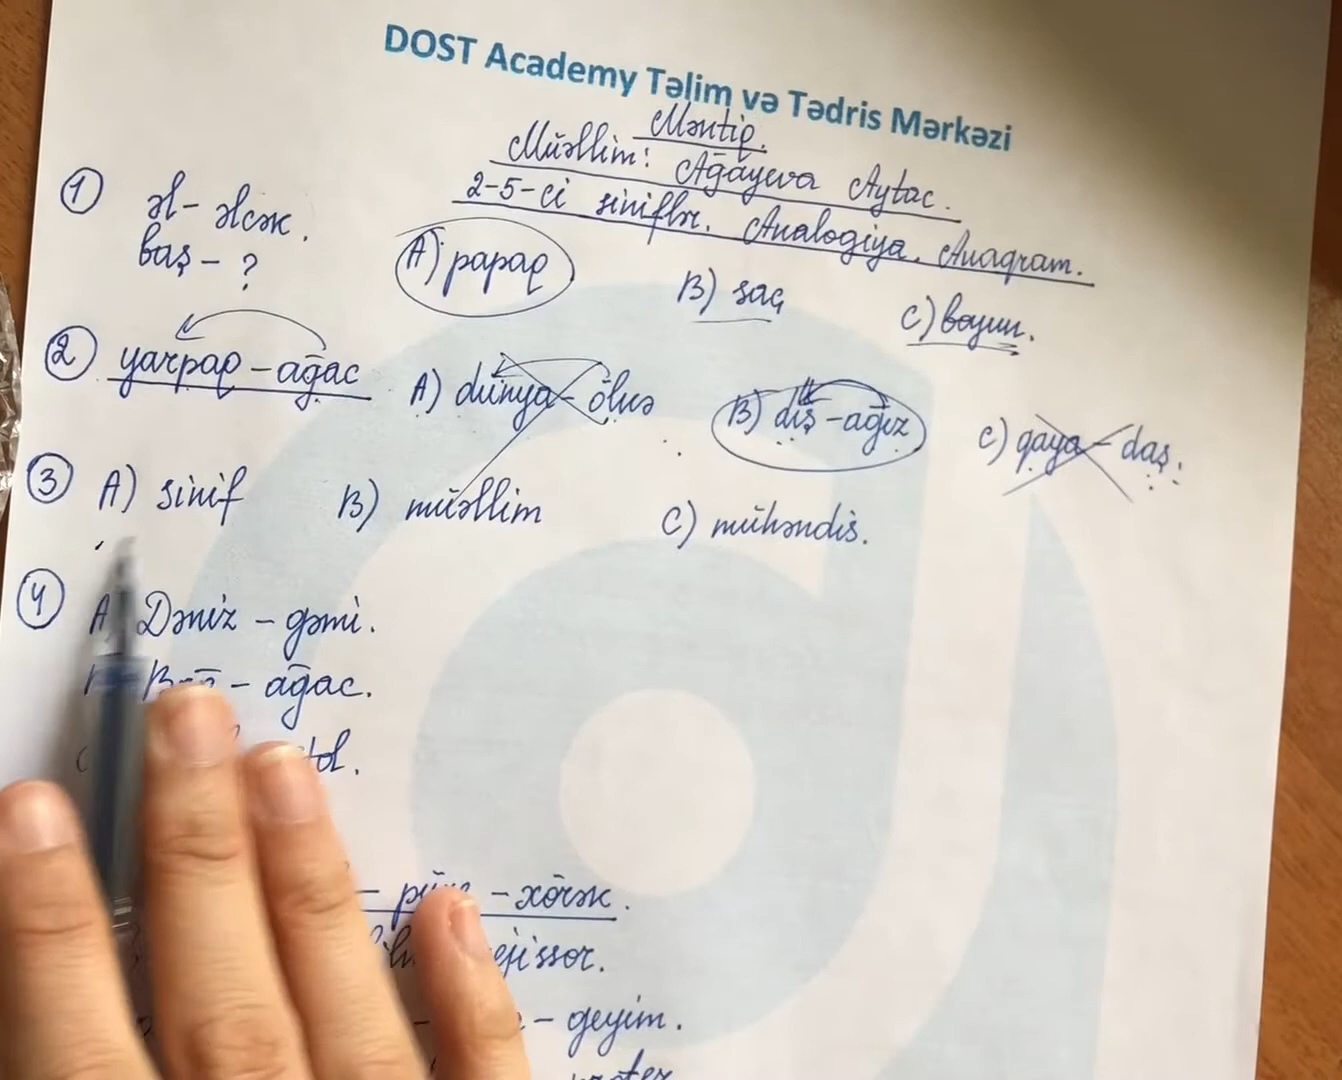 DOST Academy Təlim və Tədris Mərkəzi
Məntiq.
Müəllim: Ağayeva Aytac.
2-5-ci siniflər. Analogiya. Anagram.
① əl - əlcək.
baş - ?
A) papaq B) saç C) boyun.
② yarpaq - ağac A) dünya - ölkə B) diş - ağız C) qaya - daş.
③ A) sinif B) müəllim C) mühəndis.
④ A Dəniz - gəmi.
- ağac.
- xörək.
- geyim.